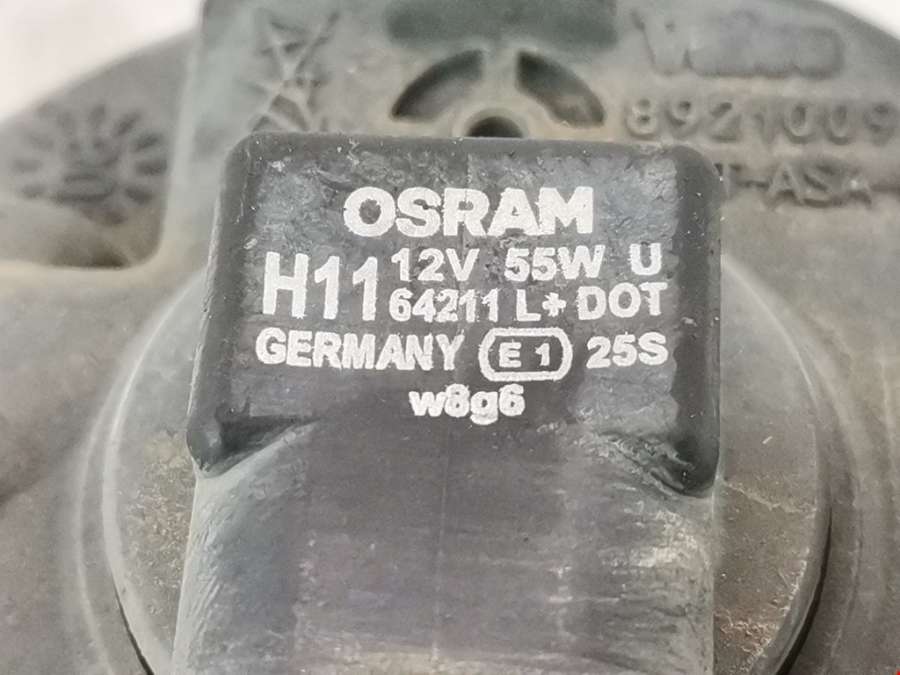 8921009
OSRAM
H11 12V 55W U
64211 L+ DOT
GERMANY E1 25S
w8g6